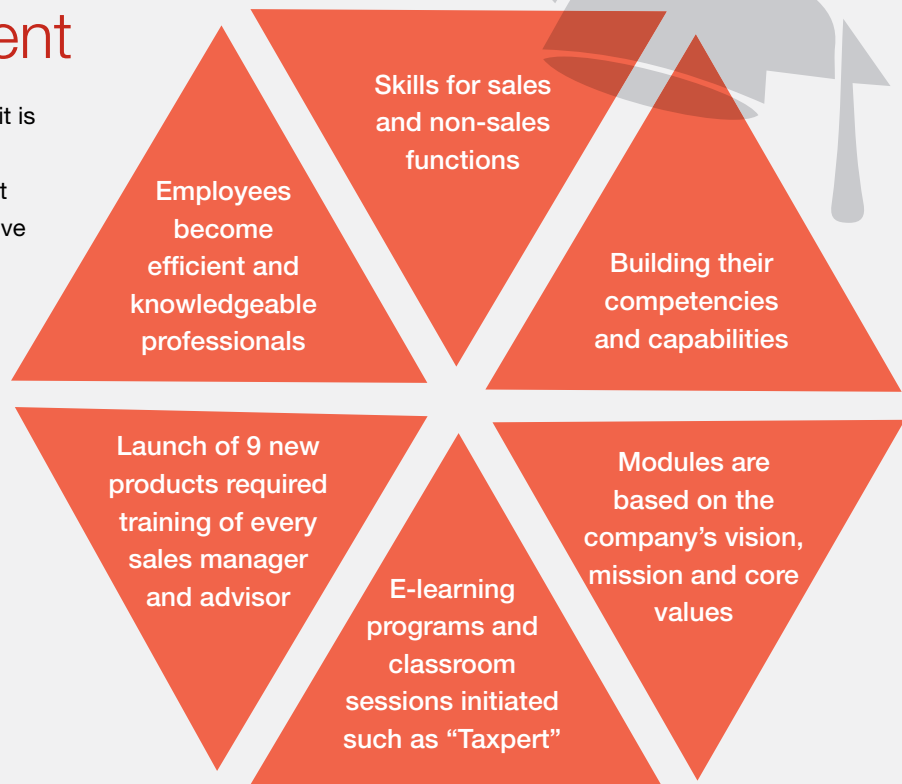 ent
it is
t
ve
Skills for sales
and non-sales
functions
Employees
become
efficient and
knowledgeable
professionals
Building their
competencies
and capabilities
Launch of 9 new
products required
training of every
sales manager
and advisor
E-learning
programs and
classroom
sessions initiated
such as “Taxpert”
Modules are
based on the
company’s vision,
mission and core
values